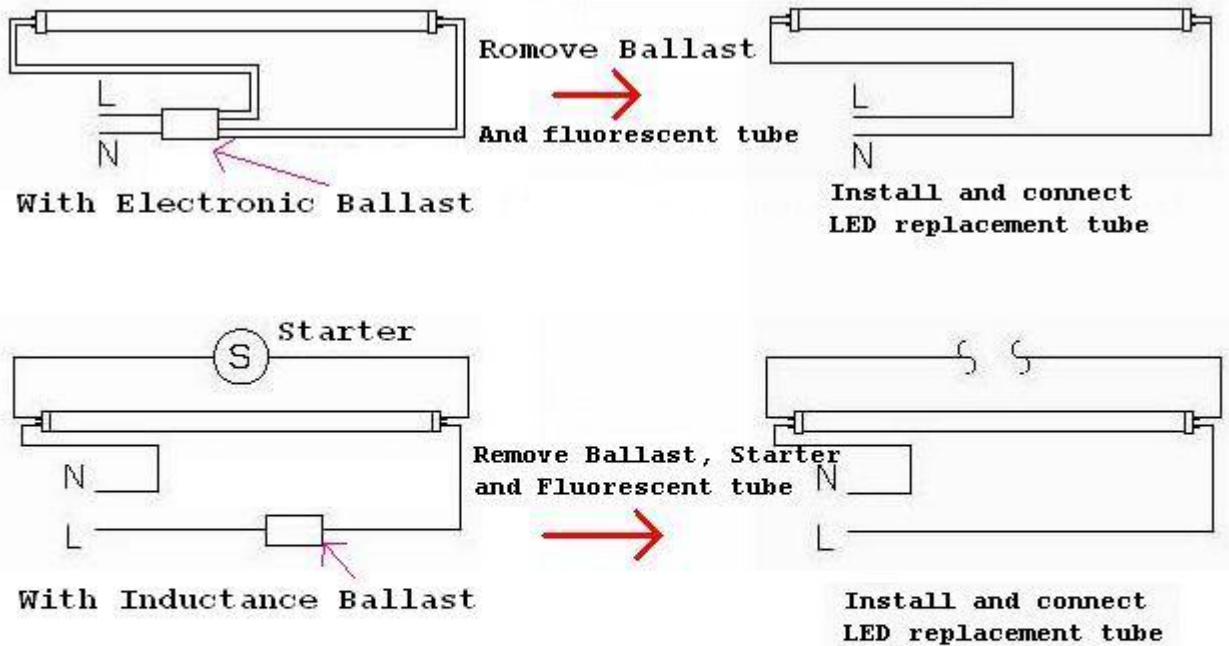 Romove Ballast
And fluorescent tube
L
N
With Electronic Ballast
L
N
Install and connect
LED replacement tube
Starter
S
N
L
With Inductance Ballast
Remove Ballast, Starter
and Fluorescent tube
N
L
Install and connect
LED replacement tube